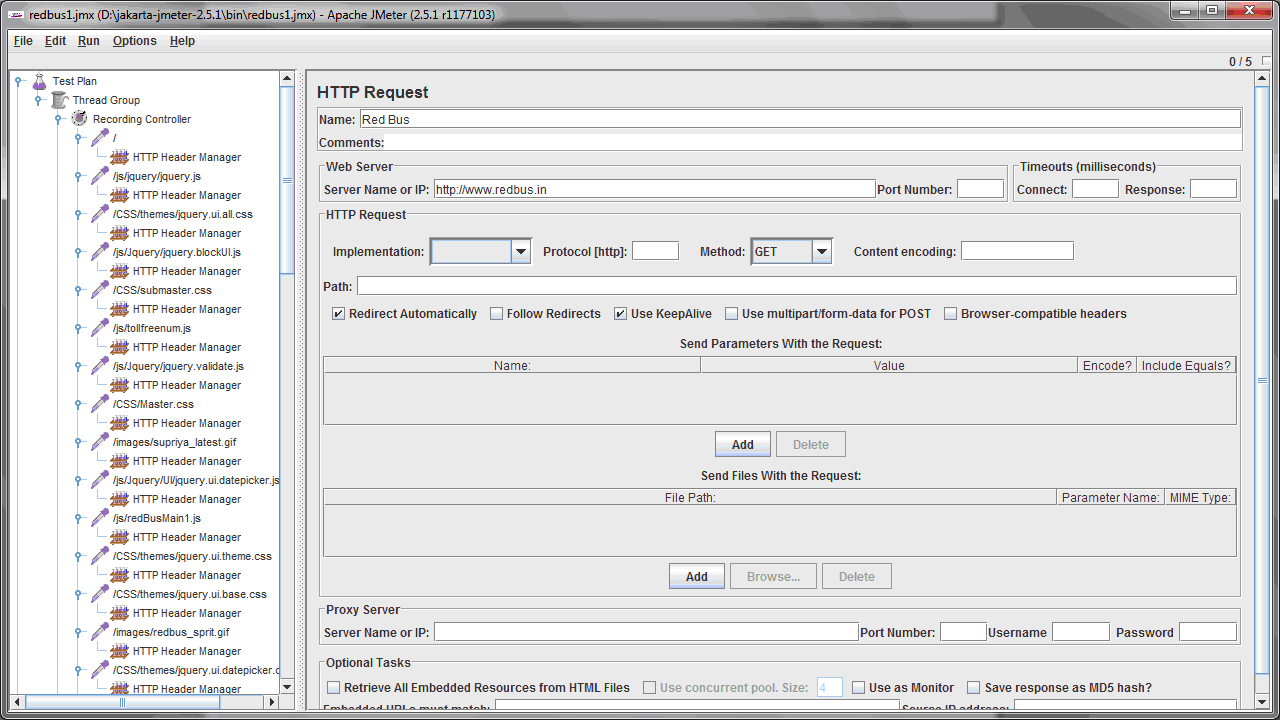 redbus1.jmx (D:\jakarta-jmeter-2.5.1\bin\redbus1.jmx) - Apache JMeter (2.5.1 r1177103)
File Edit Run Options Help
0 / 5
Test Plan
Thread Group
Recording Controller
/
HTTP Header Manager
/js/jquery/jquery.js
HTTP Header Manager
/CSS/themes/jquery.ui.all.css
HTTP Header Manager
/js/Jquery/jquery.blockUI.js
HTTP Header Manager
/CSS/submaster.css
HTTP Header Manager
/js/tollfreenum.js
HTTP Header Manager
/js/Jquery/jquery.validate.js
HTTP Header Manager
/CSS/Master.css
HTTP Header Manager
/images/supriya_latest.gif
HTTP Header Manager
/js/Jquery/UI/jquery.ui.datepicker.js
HTTP Header Manager
/js/redBusMain1.js
HTTP Header Manager
/CSS/themes/jquery.ui.theme.css
HTTP Header Manager
/CSS/themes/jquery.ui.base.css
HTTP Header Manager
/images/redbus_sprit.gif
HTTP Header Manager
/CSS/themes/jquery.ui.datepicker.c
HTTP Header Manager
HTTP Request
Name: Red Bus
Comments:
Web Server
Server Name or IP: http://www.redbus.in Port Number:
Timeouts (milliseconds)
Connect: Response:
HTTP Request
Implementation: Protocol [http]: Method: GET Content encoding:
Path:
Redirect Automatically Follow Redirects Use KeepAlive Use multipart/form-data for POST Browser-compatible headers
Send Parameters With the Request:
Name: Value Encode? Include Equals?
Add Delete
Send Files With the Request:
File Path: Parameter Name: MIME Type:
Add Browse... Delete
Proxy Server
Server Name or IP: Port Number: Username Password
Optional Tasks
Retrieve All Embedded Resources from HTML Files Use concurrent pool. Size: 4 Use as Monitor Save response as MD5 hash?
Embedded URLs must match: Source IP address: